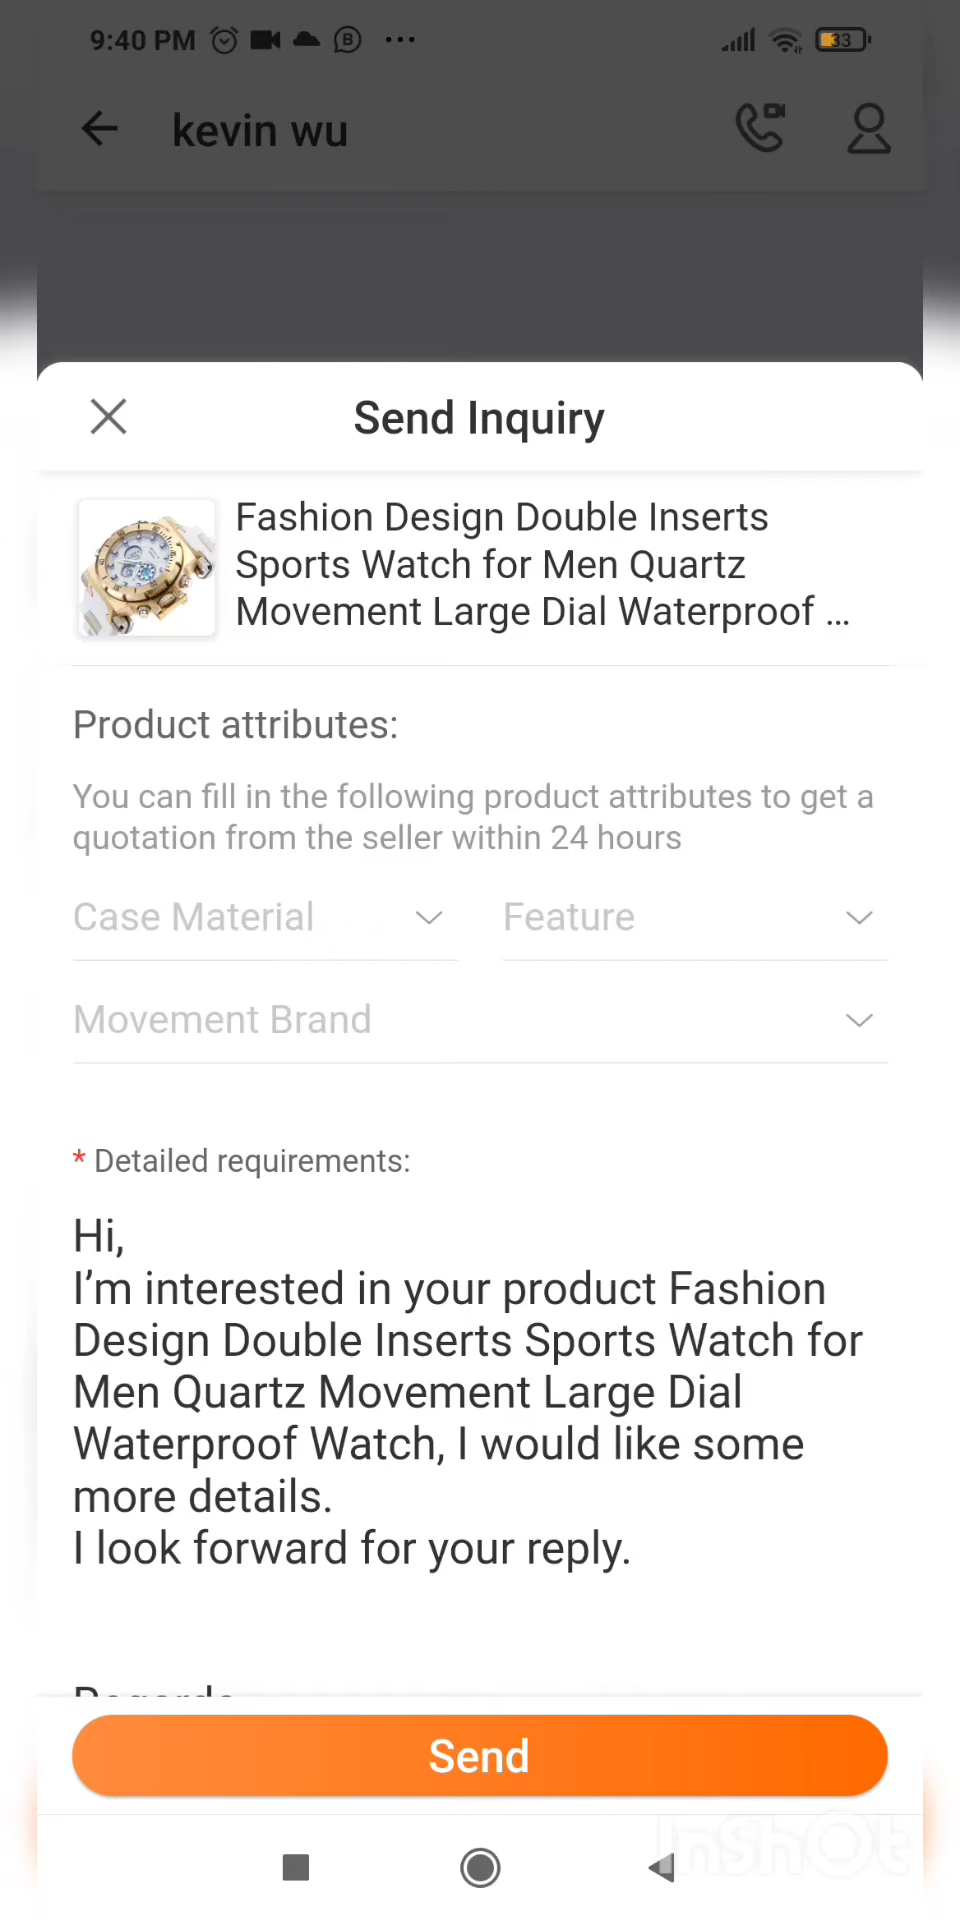 9:40 PM
33
kevin wu
Send Inquiry
Fashion Design Double Inserts
Sports Watch for Men Quartz
Movement Large Dial Waterproof ...
Product attributes:
You can fill in the following product attributes to get a
quotation from the seller within 24 hours
Case Material
Feature
Movement Brand
* Detailed requirements:
Hi,
I’m interested in your product Fashion
Design Double Inserts Sports Watch for
Men Quartz Movement Large Dial
Waterproof Watch, I would like some
more details.
I look forward for your reply.
Regards
Send
InShOt